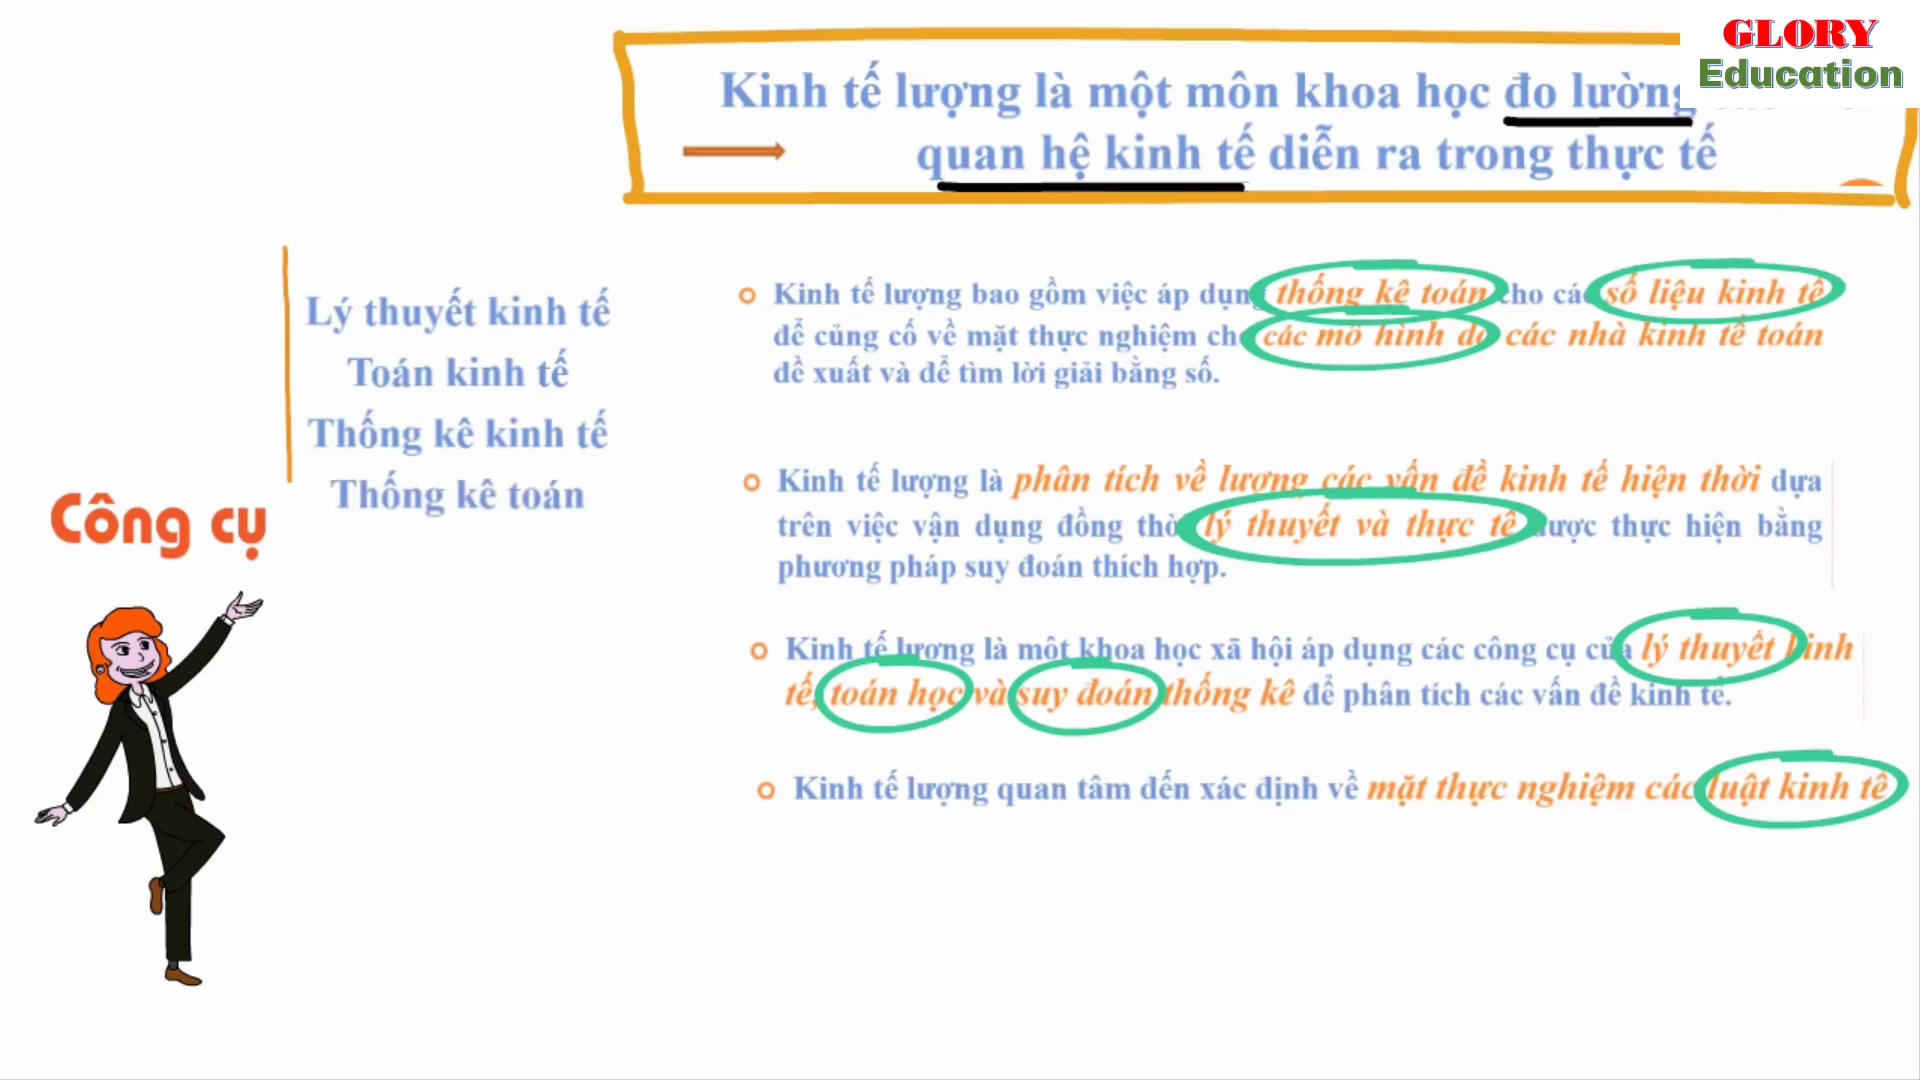 GLORY
Education
Kinh tế lượng là một môn khoa học đo lường
quan hệ kinh tế diễn ra trong thực tế
Lý thuyết kinh tế
Toán kinh tế
Thống kê kinh tế
Thống kê toán
Công cụ
Kinh tế lượng bao gồm việc áp dụng thống kê toán cho các số liệu kinh tế
để củng cố về mặt thực nghiệm cho các mô hình do các nhà kinh tế toán
đề xuất và để tìm lời giải bằng số.
Kinh tế lượng là phân tích về lượng các vấn đề kinh tế hiện thời dựa
trên việc vận dụng đồng thời lý thuyết và thực tế được thực hiện bằng
phương pháp suy đoán thích hợp.
Kinh tế lượng là một khoa học xã hội áp dụng các công cụ của lý thuyết kinh
tế, toán học và suy đoán thống kê để phân tích các vấn đề kinh tế.
Kinh tế lượng quan tâm đến xác định về mặt thực nghiệm các luật kinh tế